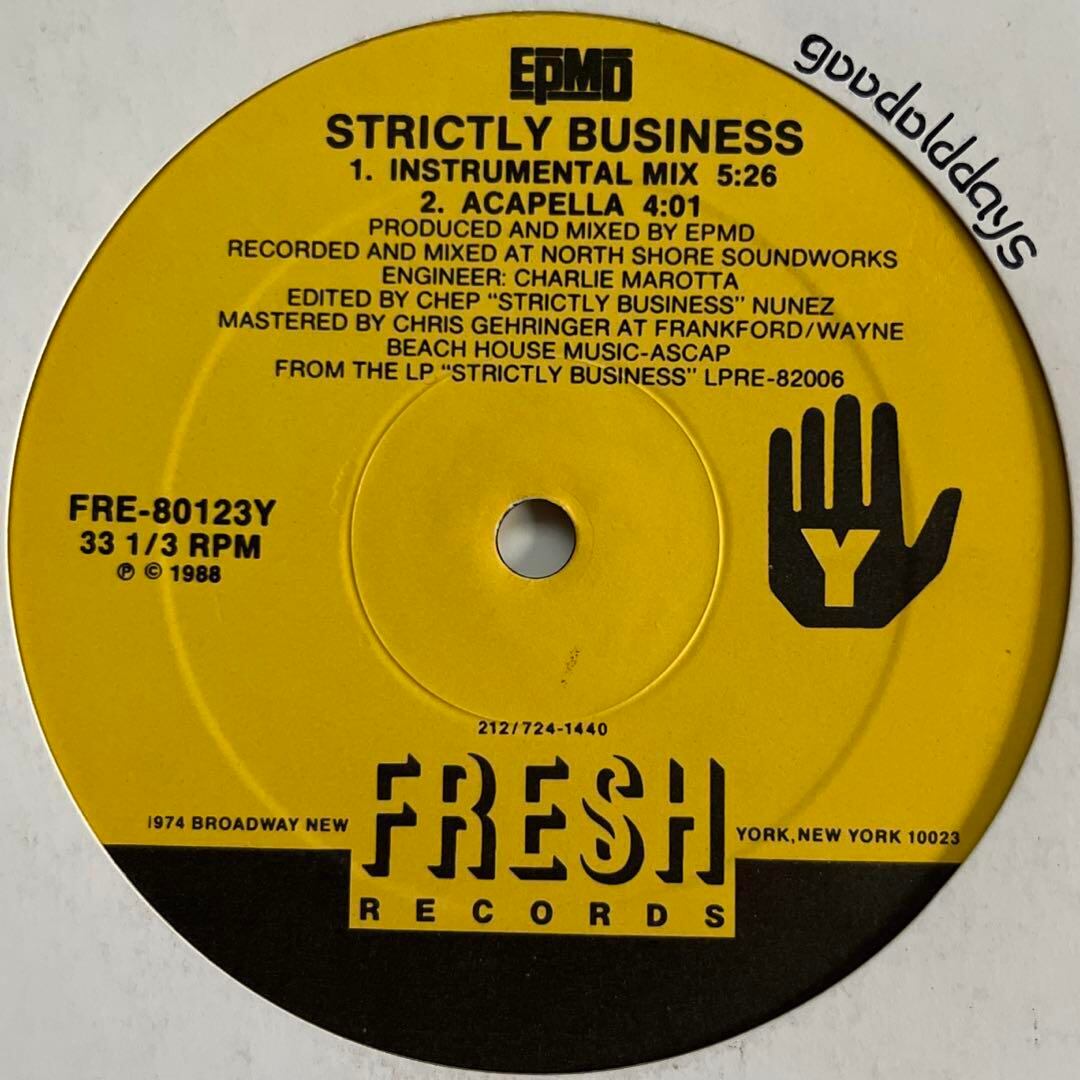 EPMD
goodolddays
STRICTLY BUSINESS
1. INSTRUMENTAL MIX 5:26
2. ACAPELLA 4:01
PRODUCED AND MIXED BY EPMD
RECORDED AND MIXED AT NORTH SHORE SOUNDWORKS
ENGINEER: CHARLIE MAROTTA
EDITED BY CHEP "STRICTLY BUSINESS" NUNEZ
MASTERED BY CHRIS GEHRINGER AT FRANKFORD/WAYNE
BEACH HOUSE MUSIC-ASCAP
FROM THE LP "STRICTLY BUSINESS" LPRE-82006
FRE-80123Y
33 1/3 RPM
℗ © 1988
Y
212/724-1440
FRESH
1974 BROADWAY NEW YORK, NEW YORK 10023
RECORDS